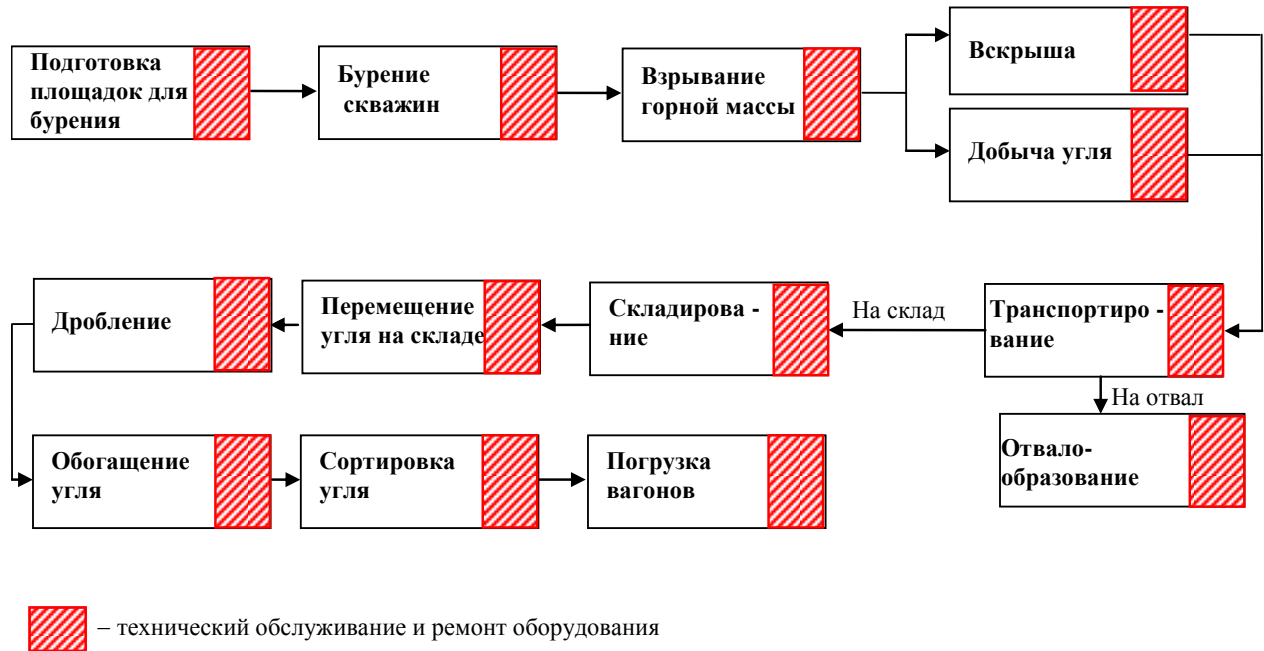 Подготовка
площадок для
бурения
Бурение
скважин
Взрывание
горной массы
Вскрыша
Добыча угля
Транспортиро -
вание
На склад
Складирова -
ние
Перемещение
угля на складе
Дробление
На отвал
Отвало-
образование
Обогащение
угля
Сортировка
угля
Погрузка
вагонов
– технический обслуживание и ремонт оборудования